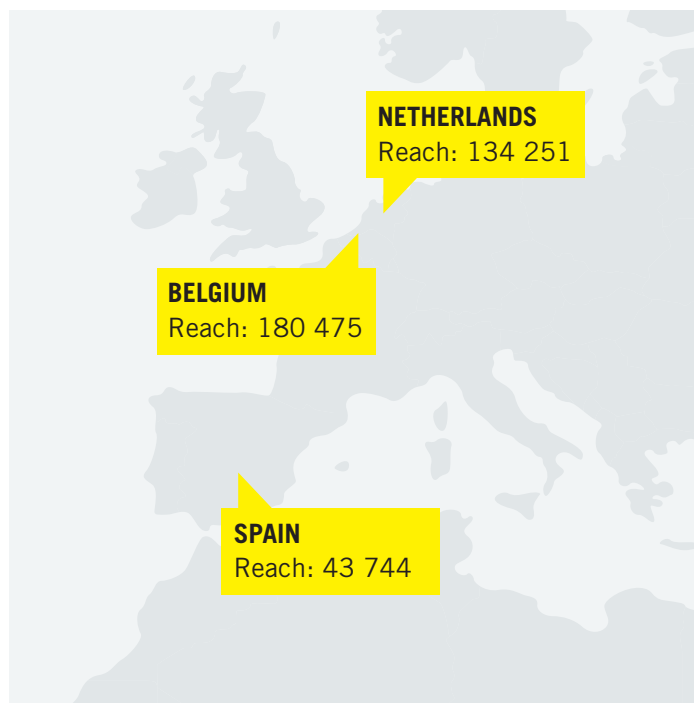 NETHERLANDS
Reach: 134 251
BELGIUM
Reach: 180 475
SPAIN
Reach: 43 744